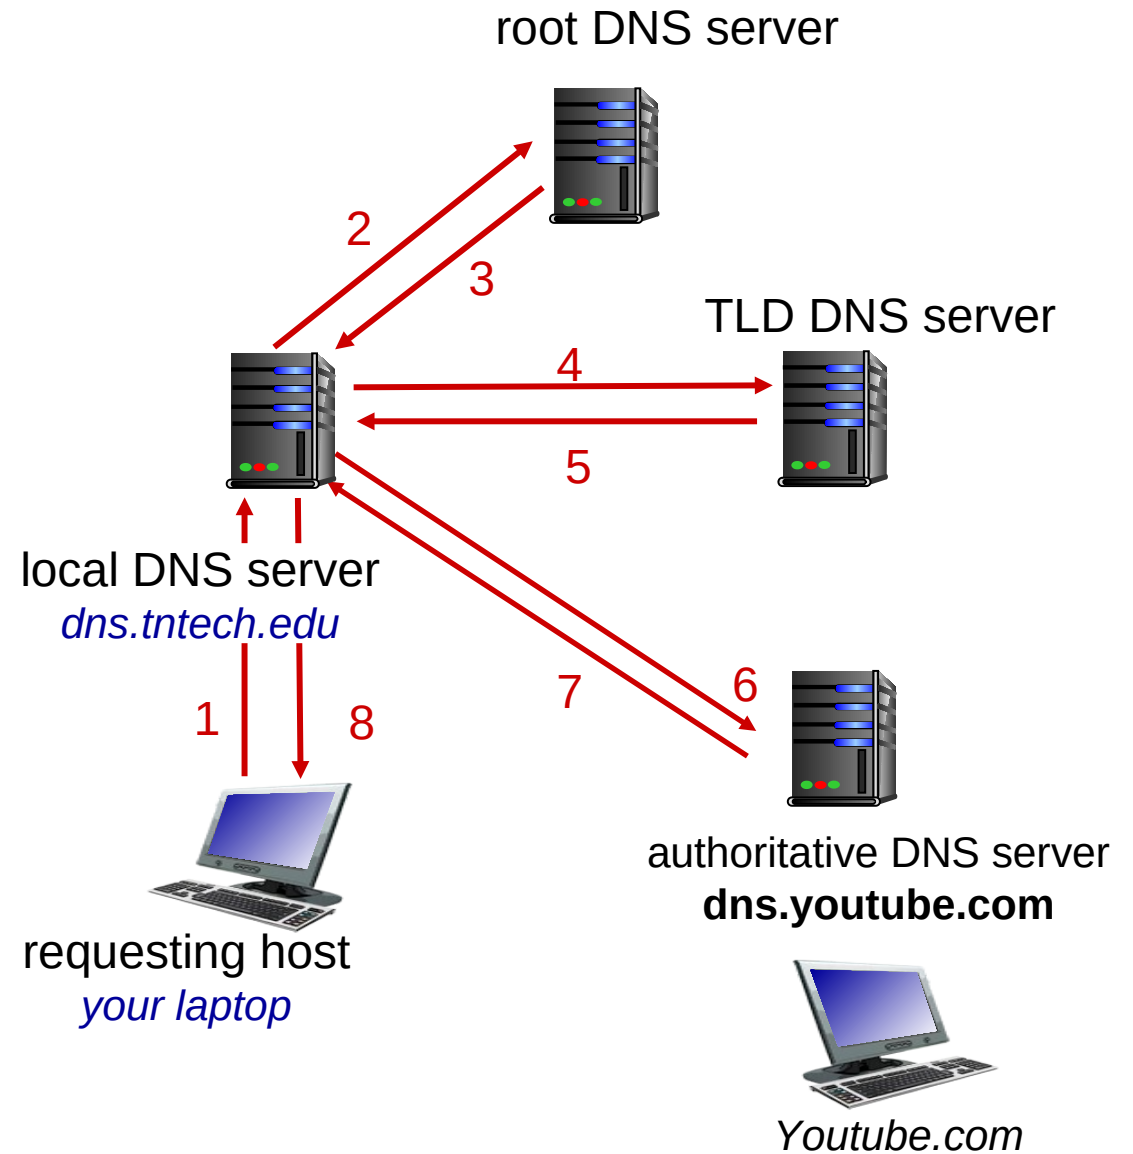 root DNS server
2
3
TLD DNS server
4
5
local DNS server
dns.tntech.edu
1
8
7
6
authoritative DNS server
dns.youtube.com
requesting host
your laptop
Youtube.com